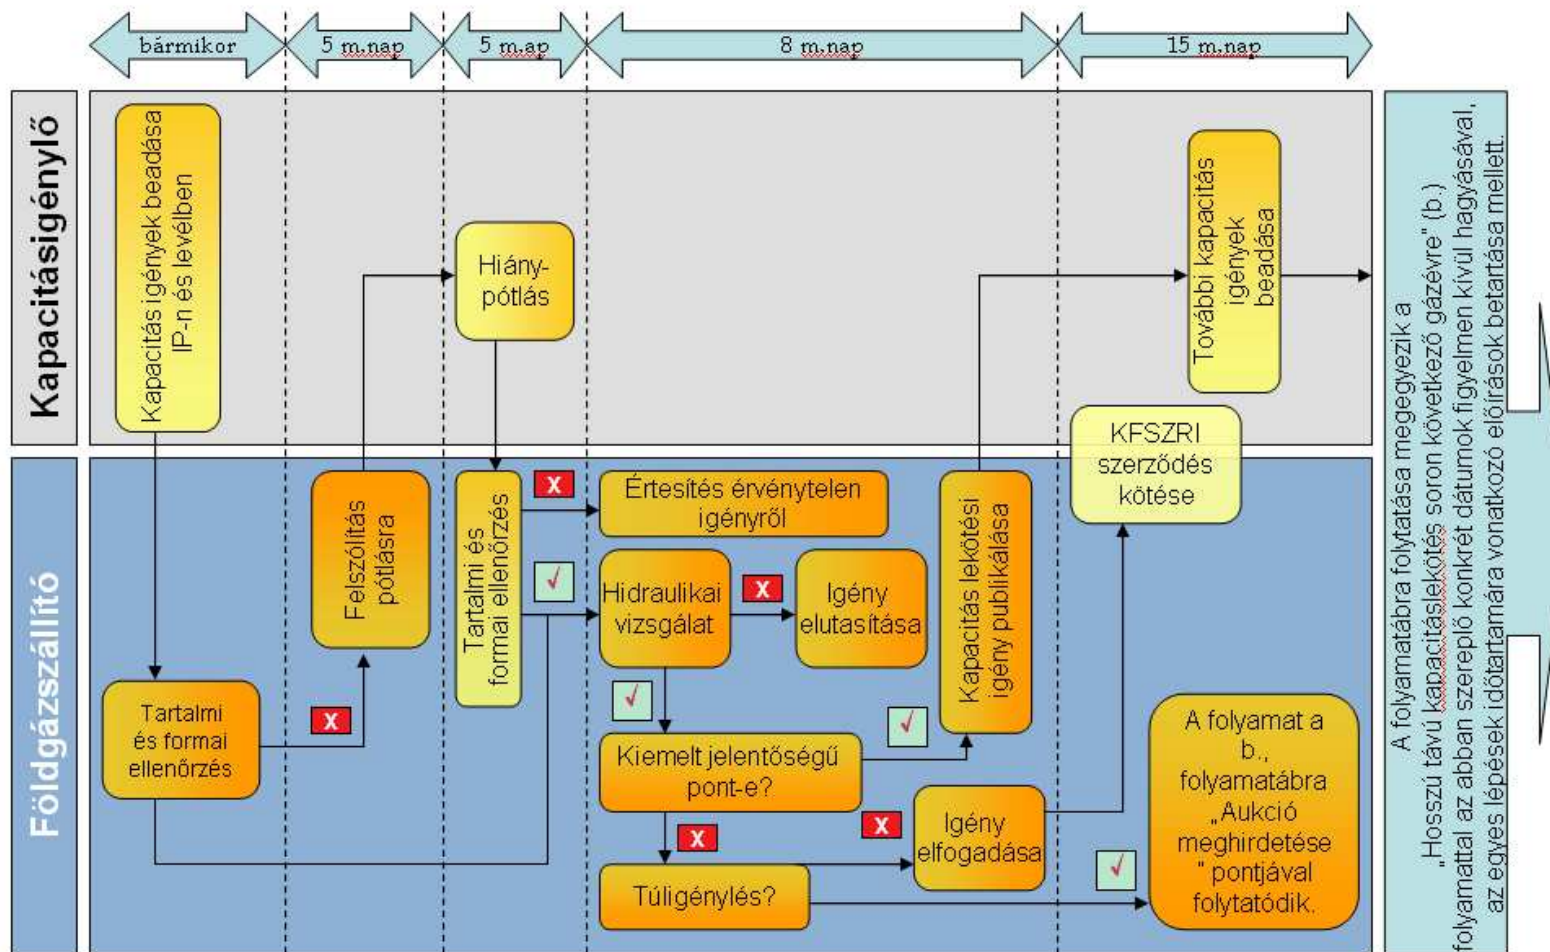 bármikor
5 m.nap
5 m.ap
8 m.nap
15 m.nap
Kapacitásigénylő
Kapacitás igények beadása
IP-n és levélben
Hiány-
pótlás
További kapacitás
igények
beadása
KFSZRI
szerződés
kötése
Földgázszállító
Tartalmi
és formai
ellenőrzés
X
Felszólítás
pótlásra
Tartalmi és
formai ellenőrzés
X
√
Értesítés érvénytelen
igényről
Hidraulikai
vizsgálat
X
Igény
elutasítása
√
Kiemelt jelentőségű
pont-e?
√
Kapacitás lekötési
igény publikálása
X
Túligénylés?
X
Igény
elfogadása
√
A folyamat a
b.,
folyamatábra
„Aukció
meghirdetése
" pontjával
folytatódik.
A folyamatábra folytatása megegyezik a
„Hosszú távú kapacitáslekötés soron következő gázévre" (b.)
folyamattal az abban szereplő konkrét dátumok figyelmen kívül hagyásával,
az egyes lépések időtartamára vonatkozó előírások betartása mellett.